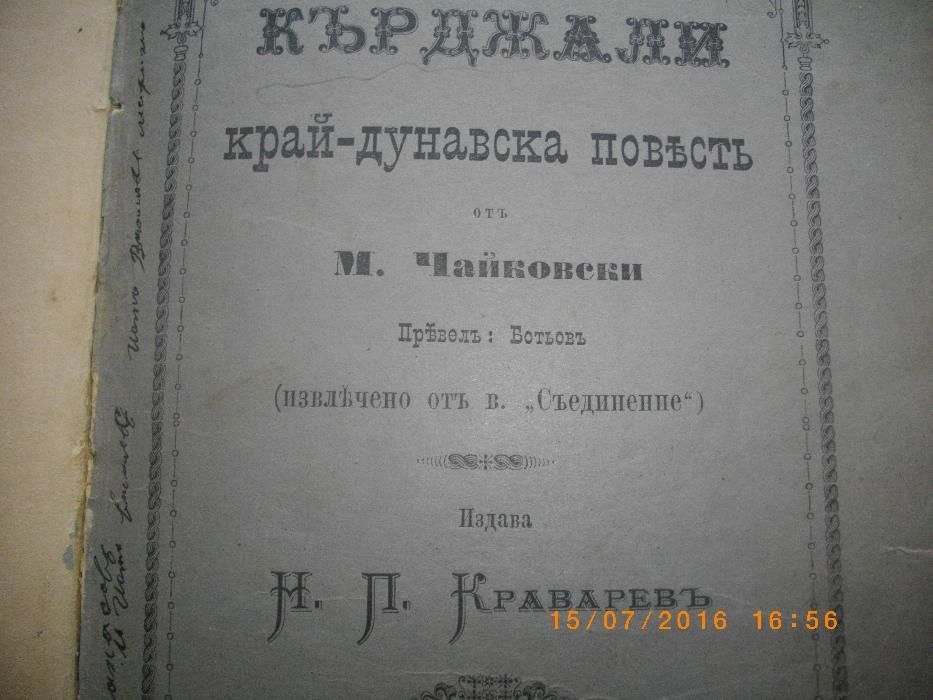 КЪРДЖАЛИ
край-дунавска повѣсть
отъ
М. Чайковски
Прѣвелъ: Ботьовъ
(извлѣчено отъ в. „Съединение“)
Издава
Н. П. Краваревъ
15/07/2016 16:56